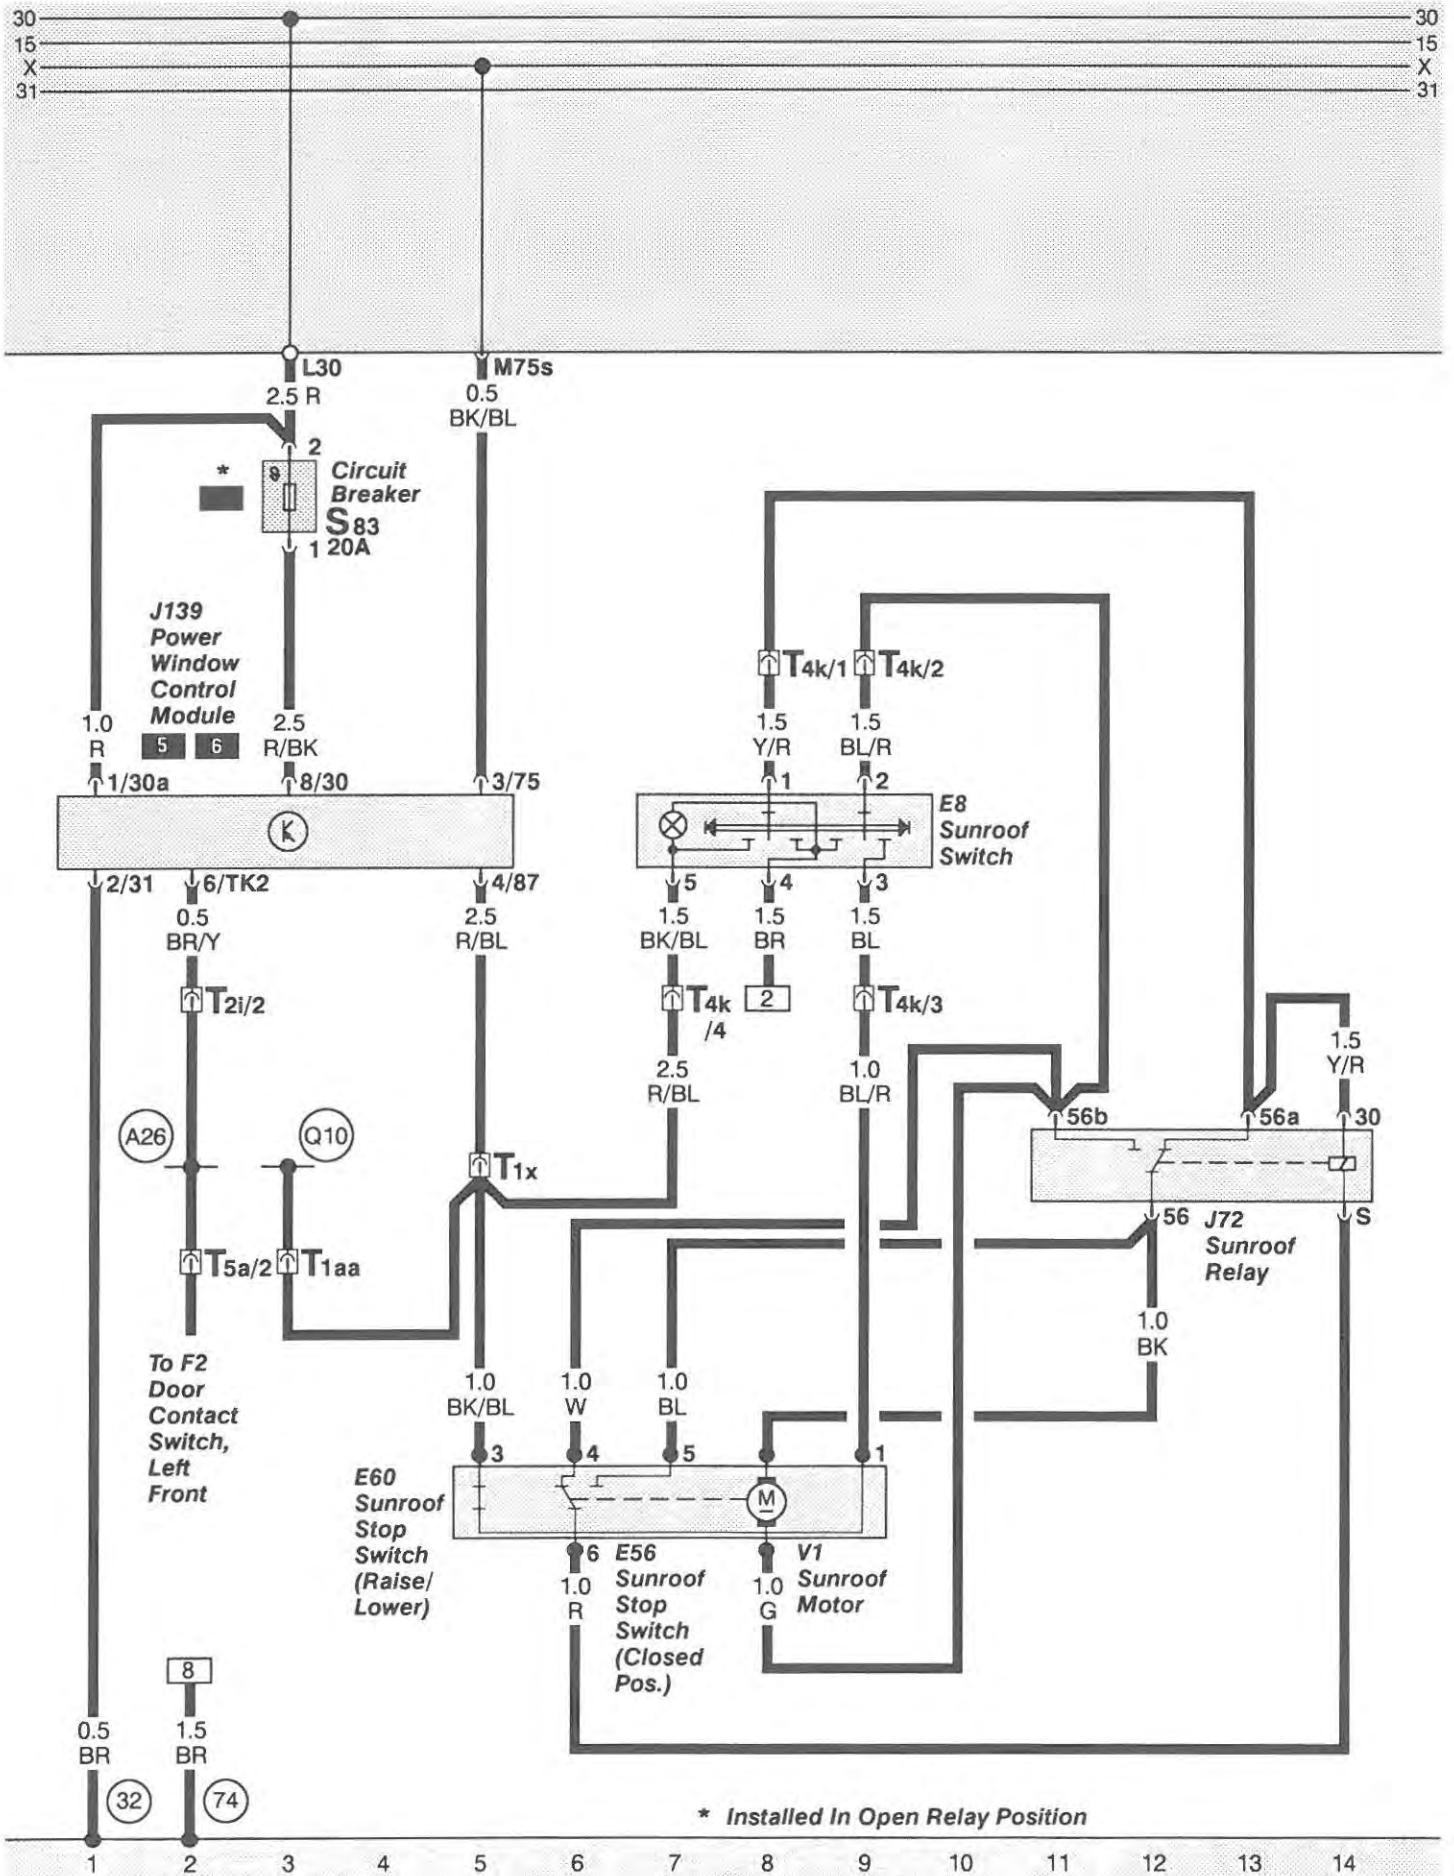 30 30
15 15
X X
31 31
L30 M75s
2.5 R 0.5
BK/BL
2
*
Circuit
Breaker
S83
1 20A
J139
Power
Window
Control
Module
5 6
1.0
R
2.5
R/BK
T4k/1 T4k/2
1.5
Y/R
1.5
BL/R
1/30a 8/30 3/75 1 2
K
E8
Sunroof
Switch
2/31 6/TK2 4/87 5 4 3
0.5
BR/Y
2.5
R/BL
1.5
BK/BL
1.5
BR
1.5
BL
T2i/2 T4k
/4
2 T4k/3
2.5
R/BL
1.0
BL/R
1.5
Y/R
A26 Q10 56b 56a 30
T1x
56 J72
Sunroof
Relay
S
T5a/2 T1aa
1.0
BK
To F2
Door
Contact
Switch,
Left
Front
1.0
BK/BL
1.0
W
1.0
BL
3 4 5 1
E60
Sunroof
Stop
Switch
(Raise/
Lower)
M
6 E56
Sunroof
Stop
Switch
(Closed
Pos.)
1.0
R
1.0
G
V1
Sunroof
Motor
8
0.5
BR
1.5
BR
32 74
* Installed In Open Relay Position
1 2 3 4 5 6 7 8 9 10 11 12 13 14